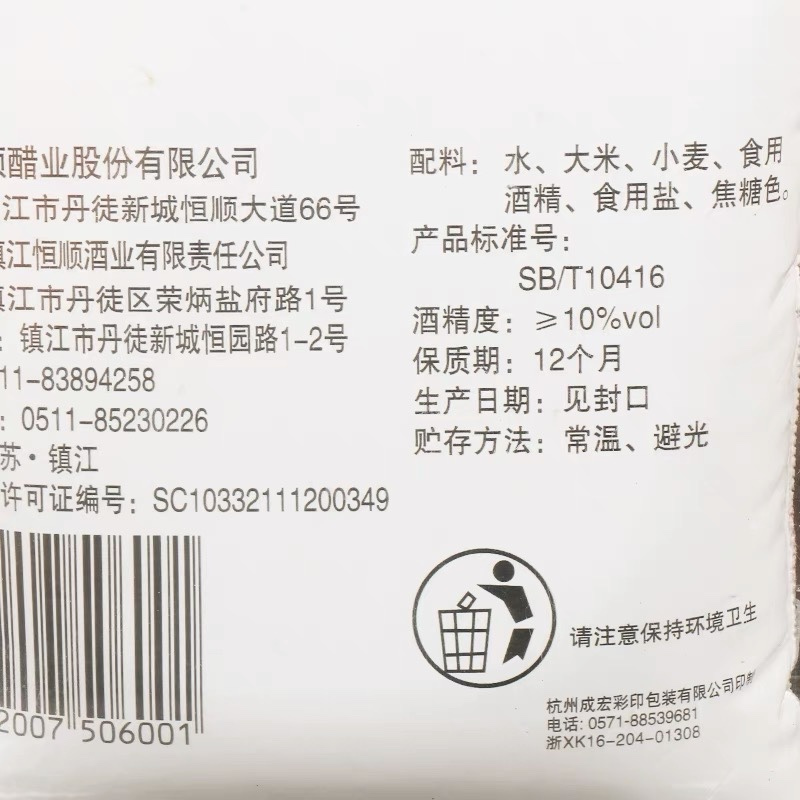 醋业股份有限公司
江市丹徒新城恒顺大道66号
江恒顺酒业有限责任公司
江市丹徒区荣炳盐府路1号
：镇江市丹徒新城恒园路1-2号
11-83894258
：0511-85230226
苏·镇江
许可证编号：SC10332111200349
2007 506001
配料：水、大米、小麦、食用
酒精、食用盐、焦糖色。
产品标准号：
SB/T10416
酒精度：≥10%vol
保质期：12个月
生产日期：见封口
贮存方法：常温、避光
请注意保持环境卫生
杭州成宏彩印包装有限公司印
电话：0571-88539681
浙XK16-204-01308